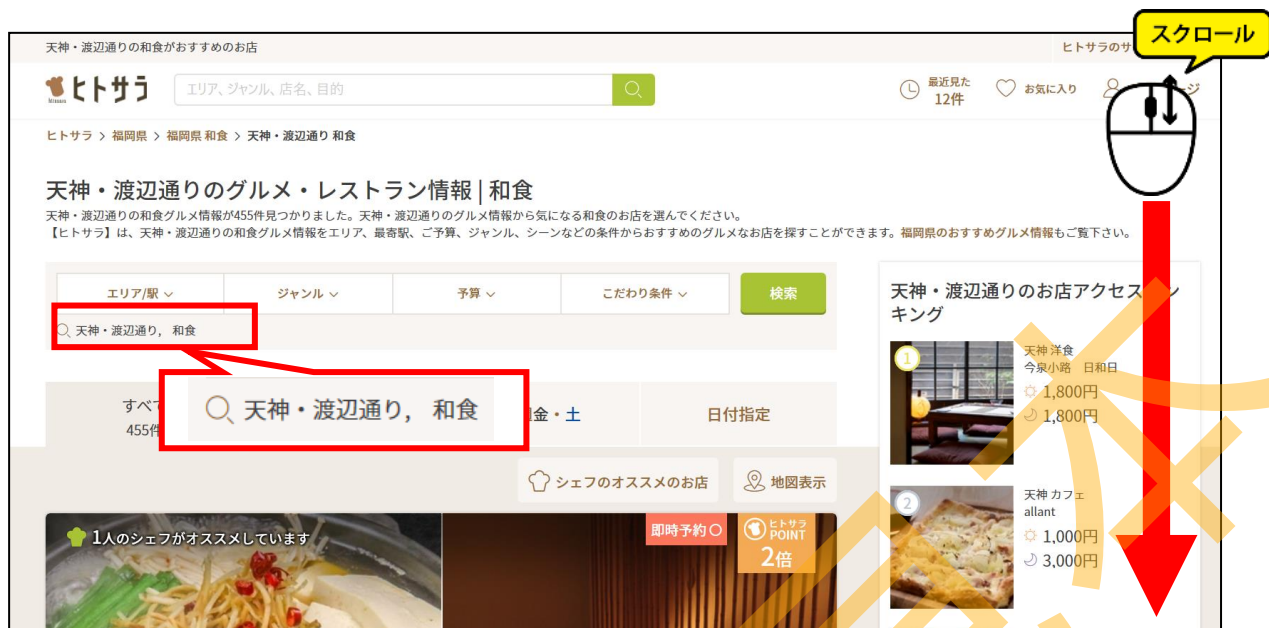 スクロール
天神・渡辺通りの和食がおすすめのお店
ヒトサラのサ
ヒトサラ
エリア、ジャンル、店名、目的
最近見た
12件
お気に入り
ージ
ヒトサラ > 福岡県 > 福岡県 和食 > 天神・渡辺通り 和食
天神・渡辺通りのグルメ・レストラン情報 | 和食
天神・渡辺通りの和食グルメ情報が455件見つかりました。天神・渡辺通りのグルメ情報から気になる和食のお店を選んでください。
【ヒトサラ】は、天神・渡辺通りの和食グルメ情報をエリア、最寄駅、ご予算、ジャンル、シーンなどの条件からおすすめのグルメなお店を探すことができます。福岡県のおすすめグルメ情報もご覧下さい。
エリア/駅
ジャンル
予算
こだわり条件
検索
天神・渡辺通り, 和食
天神・渡辺通り, 和食
すべて
455件
金・土
日付指定
シェフのオススメのお店
地図表示
1人のシェフがオススメしています
即時予約〇
ヒトサラ
POINT
2倍
天神・渡辺通りのお店アクセスラン
キング
1
天神 洋食
今泉小路 日和日
1,800円
1,800円
2
天神 カフェ
allant
1,000円
3,000円